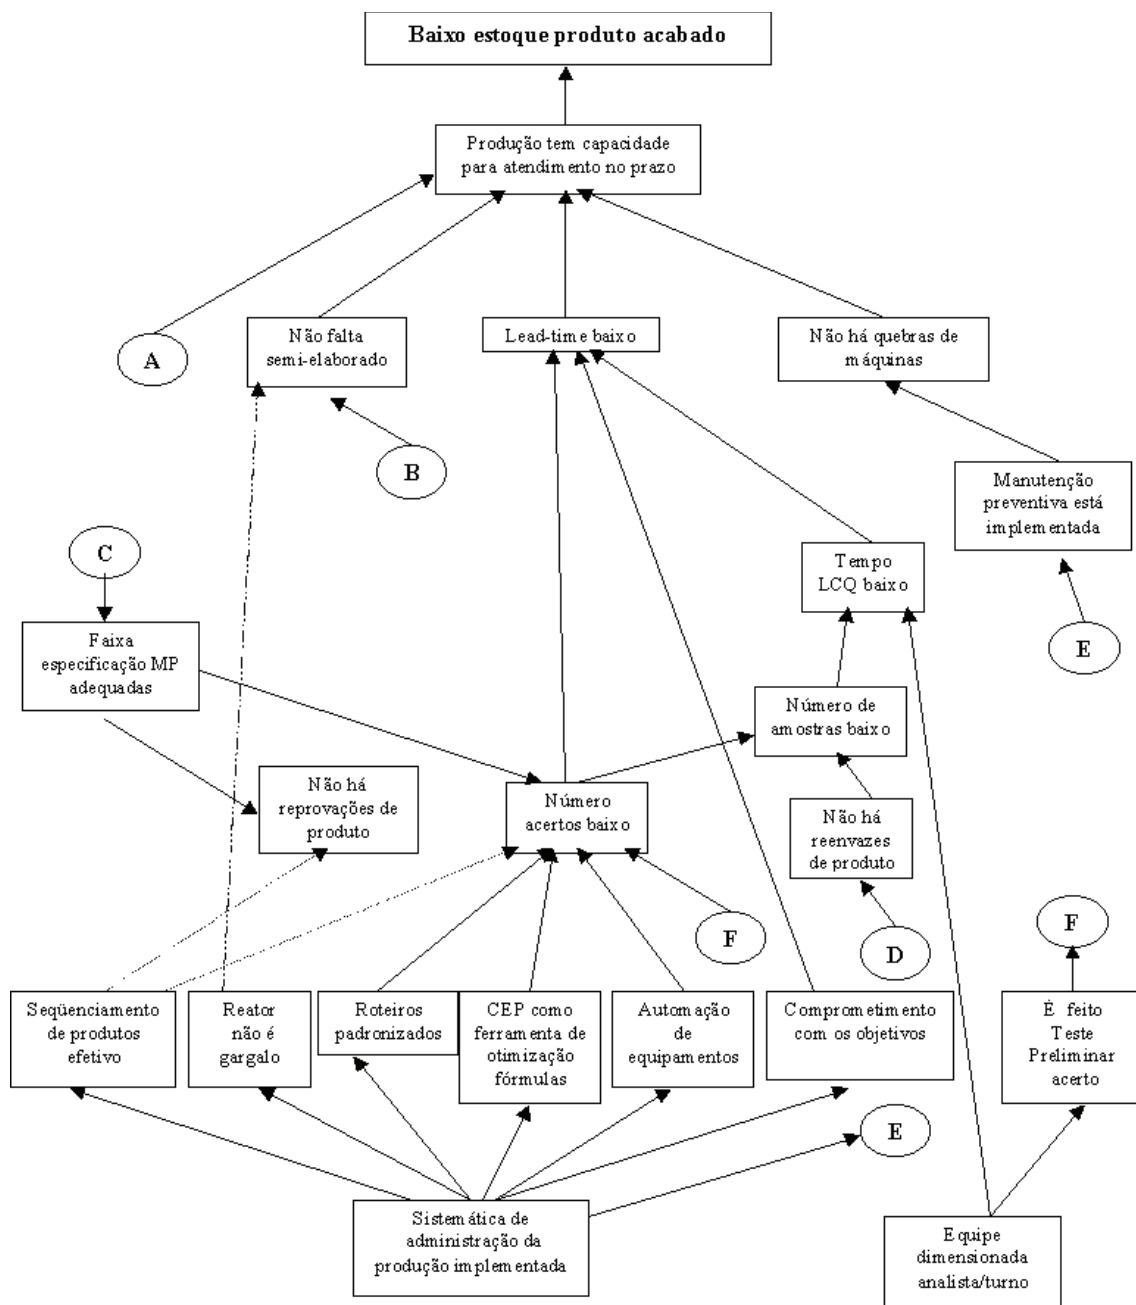 Baixo estoque produto acabado
Produção tem capacidade
para atendimento no prazo
A
Não falta
semi-elaborado
Lead-time baixo
Não há quebras de
máquinas
B
Manutenção
preventiva está
implementada
C
Tempo
LCQ baixo
Faixa
especificação MP
adequadas
E
Número de
amostras baixo
Não há
reprovações de
produto
Número
acertos baixo
Não há
reenvazes
de produto
F
D
F
Seqüenciamento
de produtos
efetivo
Reator
não é
gargalo
Roteiros
padronizados
CEP como
ferramenta de
otimização
fórmulas
Automação
de
equipamentos
Comprometimento
com os objetivos
É feito
Teste
Preliminar
acerto
E
Sistemática de
administração da
produção implementada
Equipe
dimensionada
analista/turno